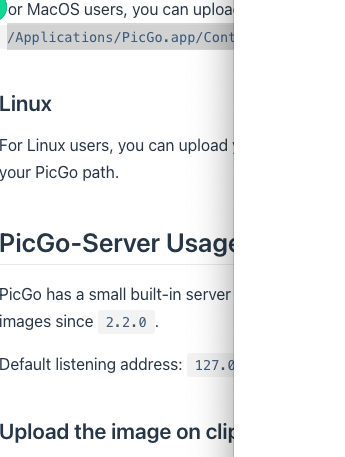 or MacOS users, you can uploa
/Applications/PicGo.app/Cont
Linux
For Linux users, you can upload
your PicGo path.
PicGo-Server Usage
PicGo has a small built-in server
images since 2.2.0 .
Default listening address: 127.0
Upload the image on clip